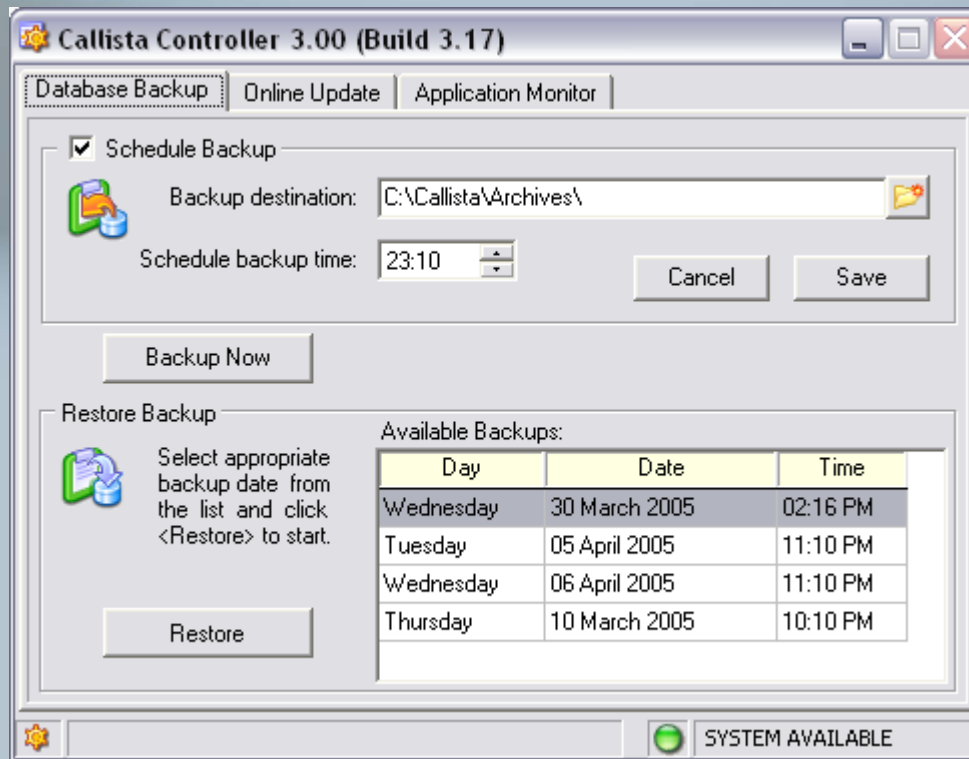 Callista Controller 3.00 (Build 3.17)
Database Backup Online Update Application Monitor
Schedule Backup
Backup destination: C:\Callista\Archives\
Schedule backup time: 23:10
Cancel Save
Backup Now
Restore Backup
Select appropriate
backup date from
the list and click
<Restore> to start.
Restore
Available Backups:
Day Date Time
Wednesday 30 March 2005 02:16 PM
Tuesday 05 April 2005 11:10 PM
Wednesday 06 April 2005 11:10 PM
Thursday 10 March 2005 10:10 PM
SYSTEM AVAILABLE